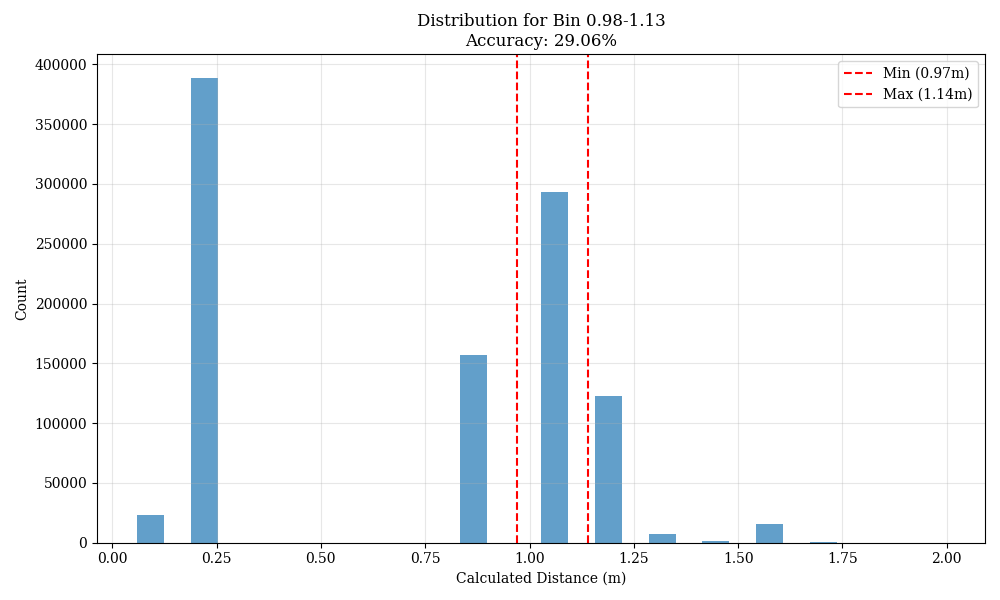 Distribution for Bin 0.98-1.13
Accuracy: 29.06%
Min (0.97m)
Max (1.14m)
Count
400000
350000
300000
250000
200000
150000
100000
50000
0
0.00 0.25 0.50 0.75 1.00 1.25 1.50 1.75 2.00
Calculated Distance (m)